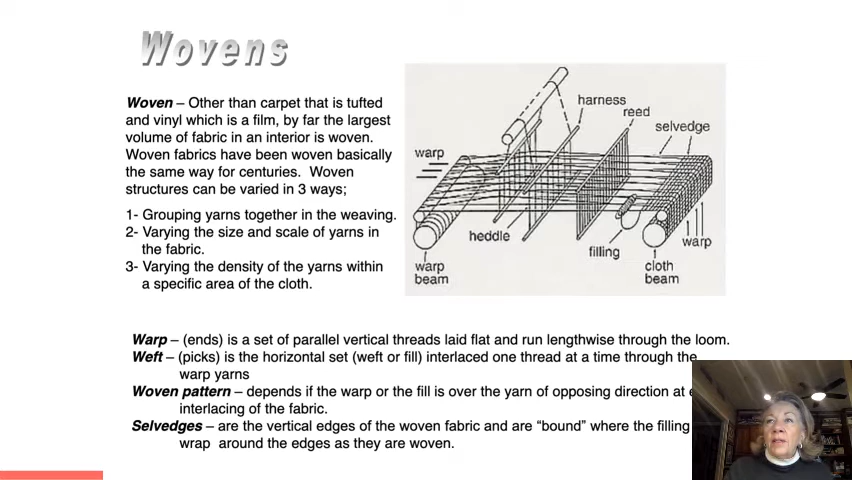 Wovens
Woven – Other than carpet that is tufted
and vinyl which is a film, by far the largest
volume of fabric in an interior is woven.
Woven fabrics have been woven basically
the same way for centuries. Woven
structures can be varied in 3 ways;
1- Grouping yarns together in the weaving.
2- Varying the size and scale of yarns in
the fabric.
3- Varying the density of the yarns within
a specific area of the cloth.
harness
reed
selvedge
warp
heddle
filling
warp
warp
beam
cloth
beam
Warp – (ends) is a set of parallel vertical threads laid flat and run lengthwise through the loom.
Weft – (picks) is the horizontal set (weft or fill) interlaced one thread at a time through the
warp yarns
Woven pattern – depends if the warp or the fill is over the yarn of opposing direction at
interlacing of the fabric.
Selvedges – are the vertical edges of the woven fabric and are “bound” where the filling
wrap around the edges as they are woven.